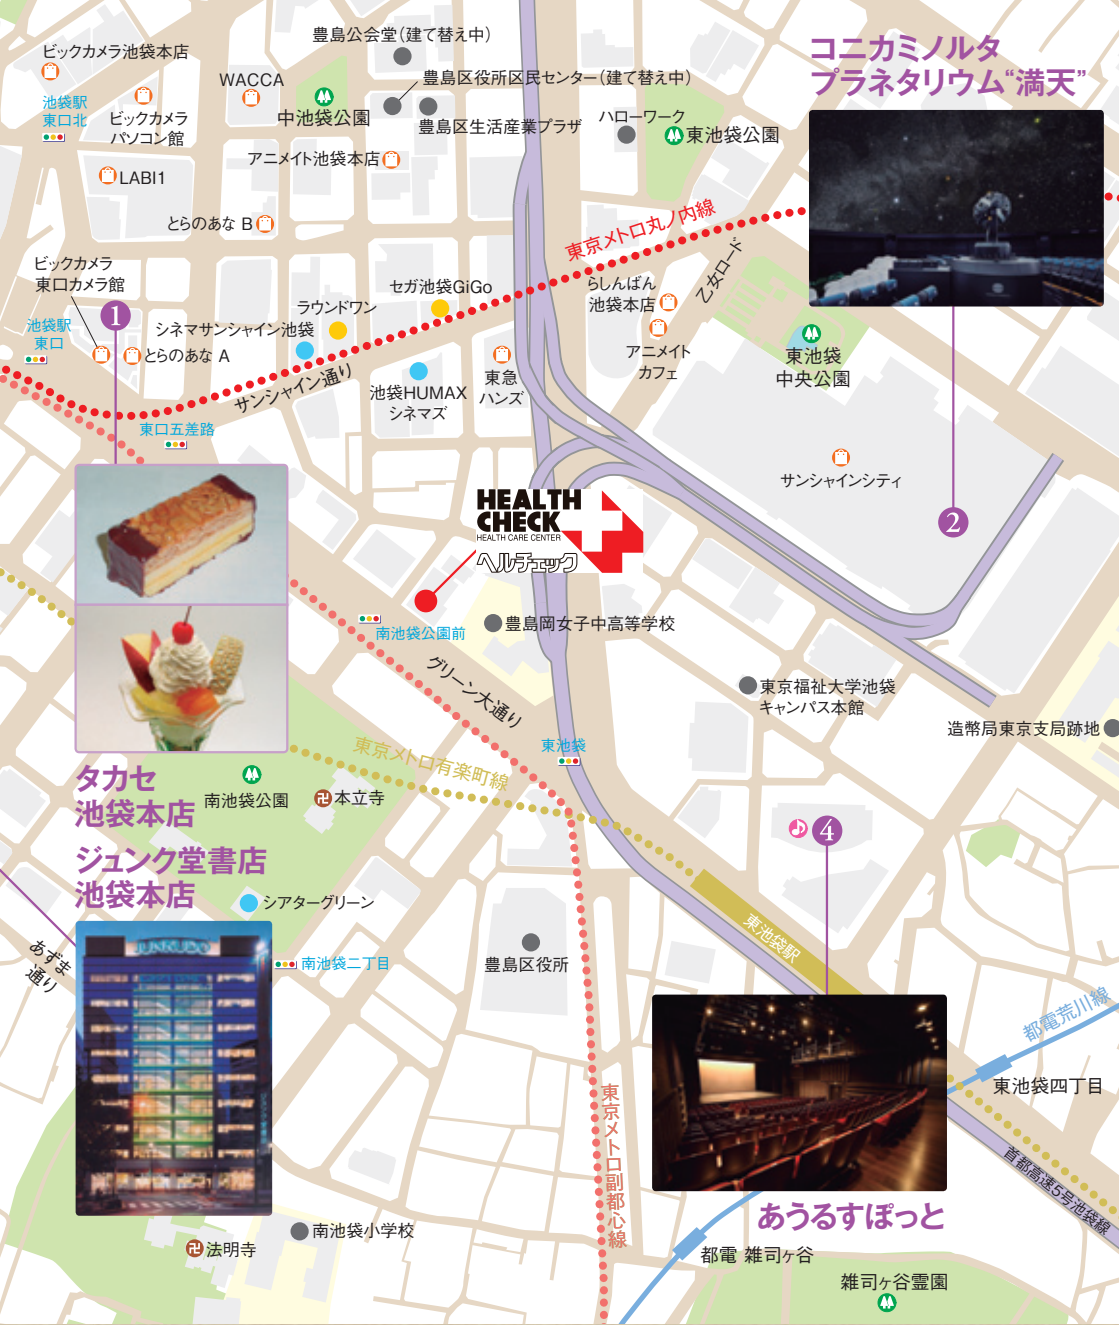 豊島公会堂(建て替え中)
コニカミノルタ
プラネタリウム“満天”
ビックカメラ池袋本店
WACCA
豊島区役所区民センター(建て替え中)
池袋駅
東口北
ビックカメラ
パソコン館
中池袋公園
豊島区生活産業プラザ
ハローワーク
東池袋公園
アニメイト池袋本店
LABI1
とらのあな B
東京メトロ丸ノ内線
乙女ロード
ビックカメラ
東口カメラ館
セガ池袋GiGo
らしんばん
池袋本店
ラウンドワン
1
池袋駅
東口
シネマサンシャイン池袋
とらのあな A
アニメイト
カフェ
東池袋
中央公園
サンシャイン通り
池袋HUMAX
シネマズ
東急
ハンズ
東口五差路
サンシャインシティ
2
HEALTH
CHECK
HEALTH CARE CENTER
ヘルチェック
南池袋公園前
豊島岡女子中高等学校
グリーン大通り
東京福祉大学池袋
キャンパス本館
造幣局東京支局跡地
東池袋
東京メトロ有楽町線
タカセ
池袋本店
南池袋公園
本立寺
4
ジュンク堂書店
池袋本店
シアターグリーン
あずま
通り
南池袋二丁目
豊島区役所
東池袋駅
JUNKUDO
都電荒川線
東池袋四丁目
東京メトロ副都心線
首都高速5号池袋線
あうるすぽっと
南池袋小学校
法明寺
都電 雑司ヶ谷
雑司ヶ谷霊園